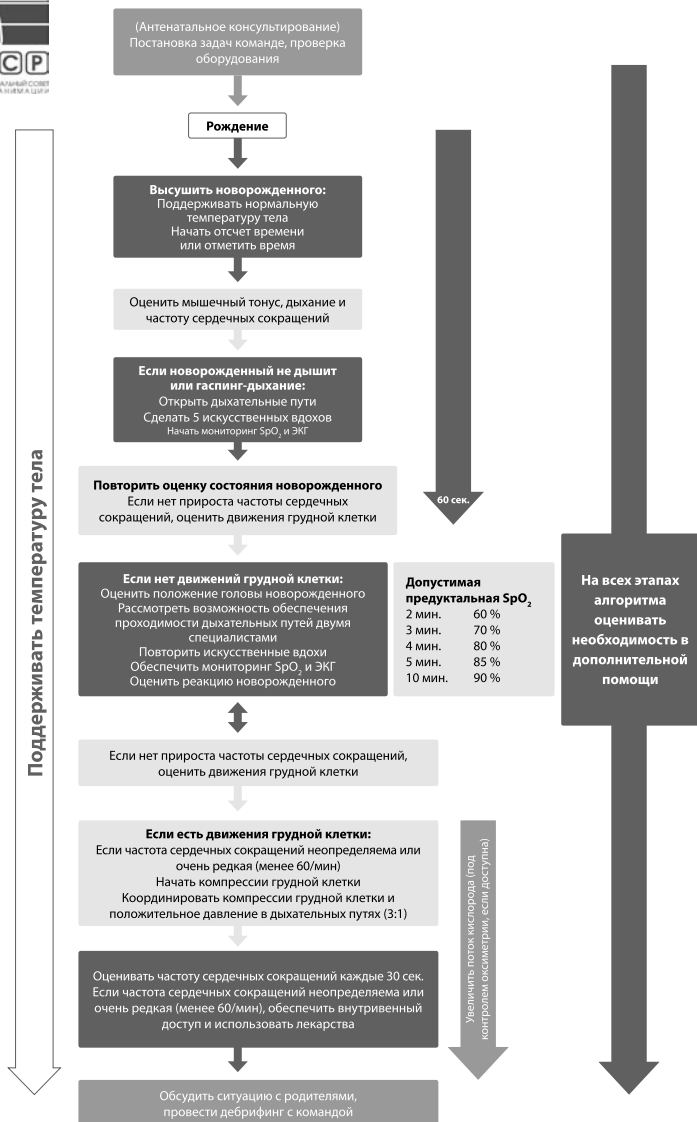 СР
АЛЬНЫЙ СОВЕТ
АНИМАЦИИ
(Антенатальное консультирование)
Постановка задач команде, проверка
оборудования
Рождение
Высушить новорожденного:
Поддерживать нормальную
температуру тела
Начать отсчет времени
или отметить время
Оценить мышечный тонус, дыхание и
частоту сердечных сокращений
Если новорожденный не дышит
или гаспинг-дыхание:
Открыть дыхательные пути
Сделать 5 искусственных вдохов
Начать мониторинг SpO2 и ЭКГ
Повторить оценку состояния новорожденного
Если нет прироста частоты сердечных
сокращений, оценить движения грудной клетки
60 сек.
Если нет движений грудной клетки:
Оценить положение головы новорожденного
Рассмотреть возможность обеспечения
проходимости дыхательных путей двумя
специалистами
Повторить искусственные вдохи
Обеспечить мониторинг SpO2 и ЭКГ
Оценить реакцию новорожденного
Допустимая
предуктальная SpO2
2 мин. 60 %
3 мин. 70 %
4 мин. 80 %
5 мин. 85 %
10 мин. 90 %
На всех этапах
алгоритма
оценивать
необходимость в
дополнительной
помощи
Поддерживать температуру тела
Если нет прироста частоты сердечных сокращений,
оценить движения грудной клетки
Если есть движения грудной клетки:
Если частота сердечных сокращений неопределяема или
очень редкая (менее 60/мин)
Начать компрессии грудной клетки
Координировать компрессии грудной клетки и
положительное давление в дыхательных путях (3:1)
Увеличить поток кислорода (под
контролем оксиметрии, если доступна)
Оценивать частоту сердечных сокращений каждые 30 сек.
Если частота сердечных сокращений неопределяема или
очень редкая (менее 60/мин), обеспечить внутривенный
доступ и использовать лекарства
Обсудить ситуацию с родителями,
провести дебрифинг с командой